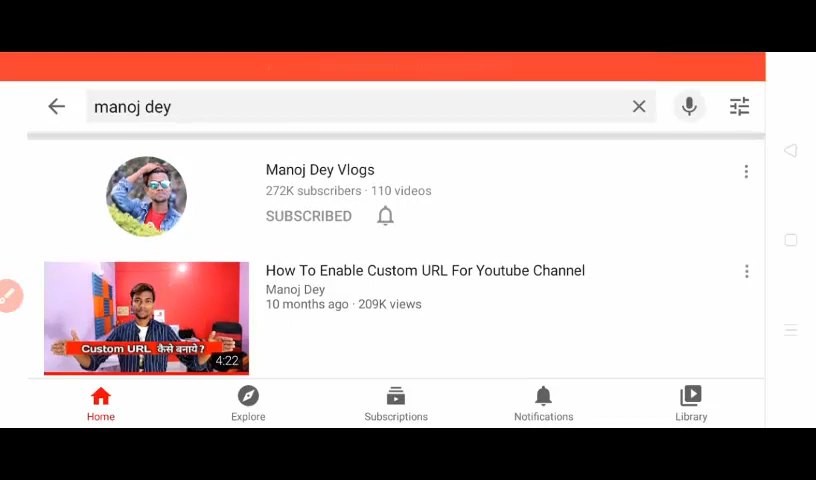 manoj dey
Manoj Dey Vlogs
272K subscribers · 110 videos
SUBSCRIBED
How To Enable Custom URL For Youtube Channel
Manoj Dey
10 months ago · 209K views
Custom URL कैसे बनाये ?
4:22
Home
Explore
Subscriptions
Notifications
Library